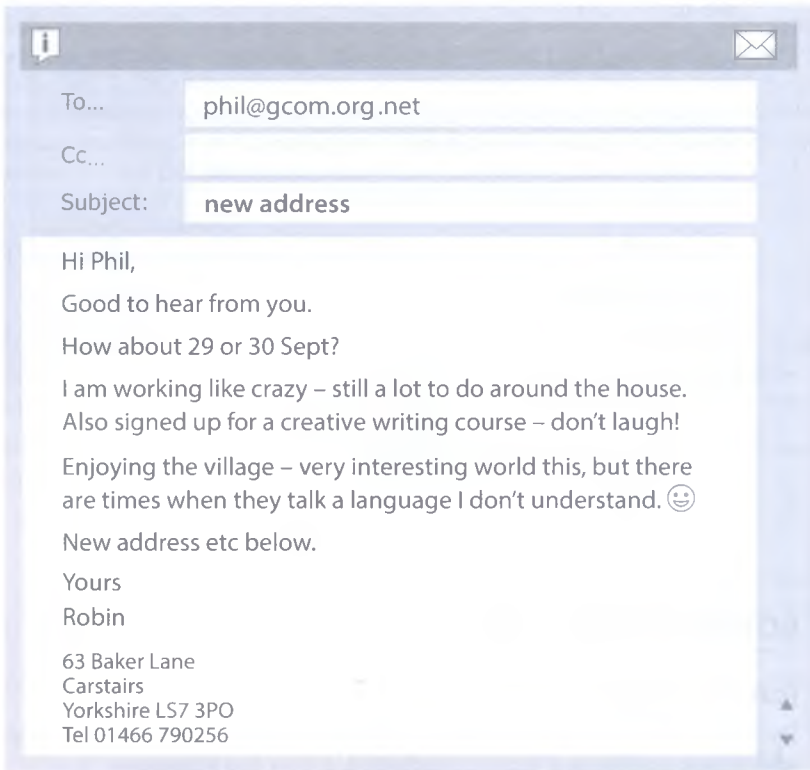 i
To...
phil@gcom.org.net
Cc...
Subject:
new address
Hi Phil,
Good to hear from you.
How about 29 or 30 Sept?
I am working like crazy – still a lot to do around the house.
Also signed up for a creative writing course – don't laugh!
Enjoying the village – very interesting world this, but there
are times when they talk a language I don't understand. 😀
New address etc below.
Yours
Robin
63 Baker Lane
Carstairs
Yorkshire LS7 3PO
Tel 01466 790256